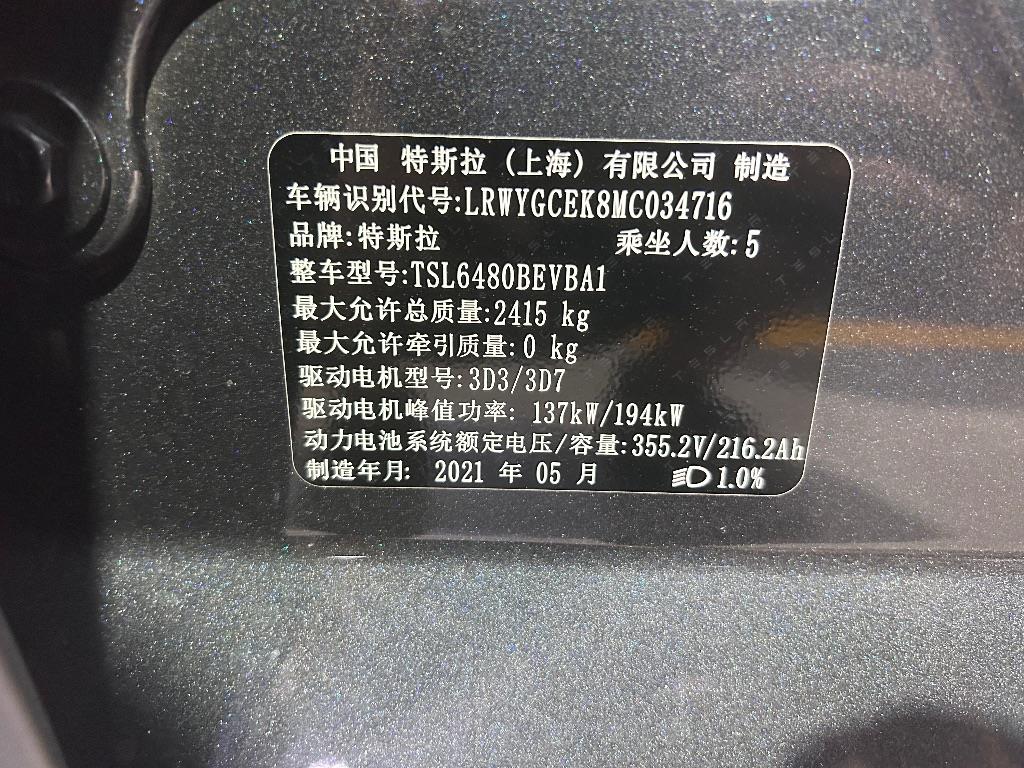 中国 特斯拉 (上海) 有限公司 制造
车辆识别代号:LRWYGCEK8MC034716
品牌:特斯拉 乘坐人数:5
整车型号:TSL6480BEVBA1
最大允许总质量:2415 kg
最大允许牵引质量:0 kg
驱动电机型号:3D3/3D7
驱动电机峰值功率: 137kW/194kW
动力电池系统额定电压/容量:355.2V/216.2Ah
制造年月: 2021 年 05 月 1.0%